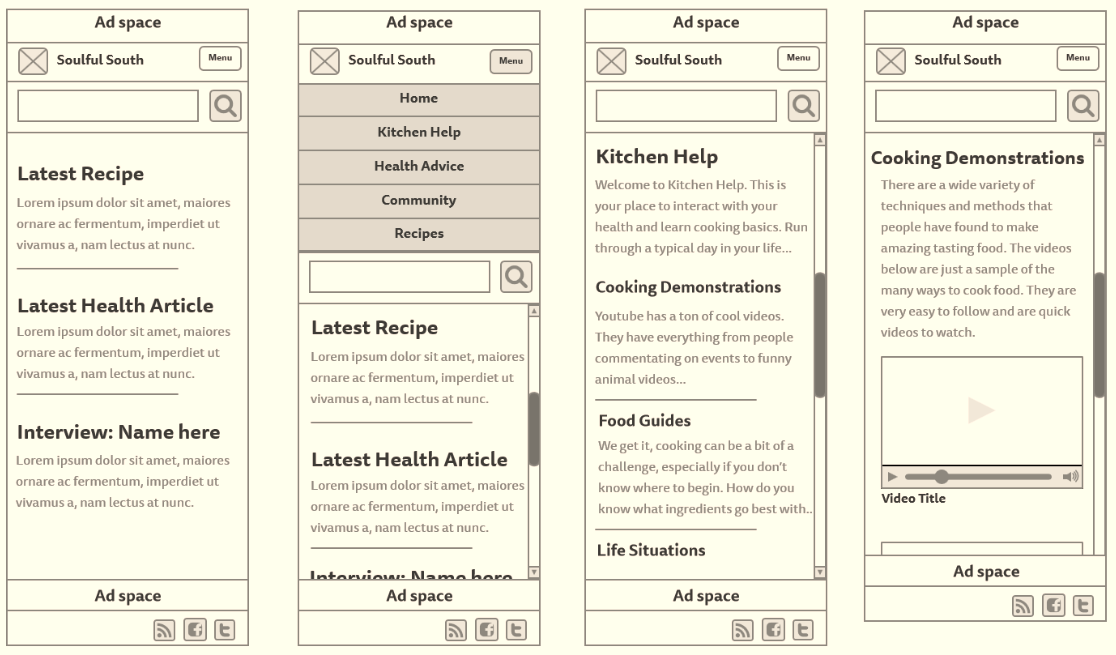 Ad space
Soulful South
Menu
Latest Recipe
Lorem ipsum dolor sit amet, maiores
ornare ac fermentum, imperdiet ut
vivamus a, nam lectus at nunc.
Latest Health Article
Lorem ipsum dolor sit amet, maiores
ornare ac fermentum, imperdiet ut
vivamus a, nam lectus at nunc.
Interview: Name here
Lorem ipsum dolor sit amet, maiores
ornare ac fermentum, imperdiet ut
vivamus a, nam lectus at nunc.
Ad space
Ad space
Soulful South
Menu
Home
Kitchen Help
Health Advice
Community
Recipes
Latest Recipe
Lorem ipsum dolor sit amet, maiores
ornare ac fermentum, imperdiet ut
vivamus a, nam lectus at nunc.
Latest Health Article
Lorem ipsum dolor sit amet, maiores
ornare ac fermentum, imperdiet ut
vivamus a, nam lectus at nunc.
Interview: Name here
Ad space
Ad space
Soulful South
Menu
Kitchen Help
Welcome to Kitchen Help. This is
your place to interact with your
health and learn cooking basics. Run
through a typical day in your life...
Cooking Demonstrations
Youtube has a ton of cool videos.
They have everything from people
commentating on events to funny
animal videos...
Food Guides
We get it, cooking can be a bit of a
challenge, especially if you don't
know where to begin. How do you
know what ingredients go best with..
Life Situations
Ad space
Ad space
Soulful South
Menu
Cooking Demonstrations
There are a wide variety of
techniques and methods that
people have found to make
amazing tasting food. The videos
below are just a sample of the
many ways to cook food. They are
very easy to follow and are quick
videos to watch.
Video Title
Ad space